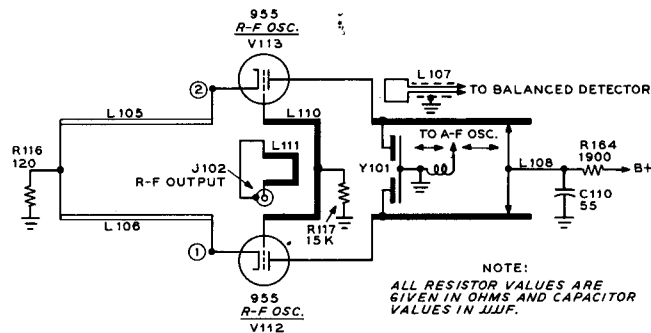 955
R-F OSC.
V113
2
L105
L110
L107
TO BALANCED DETECTOR
R116
120
L111
J102
R-F OUTPUT
TO A-F OSC.
Y101
L108
R164
1900
B+
C110
55
R117
15 K
L106
1
955
R-F OSC.
V112
NOTE:
ALL RESISTOR VALUES ARE
GIVEN IN OHMS AND CAPACITOR
VALUES IN UUF.